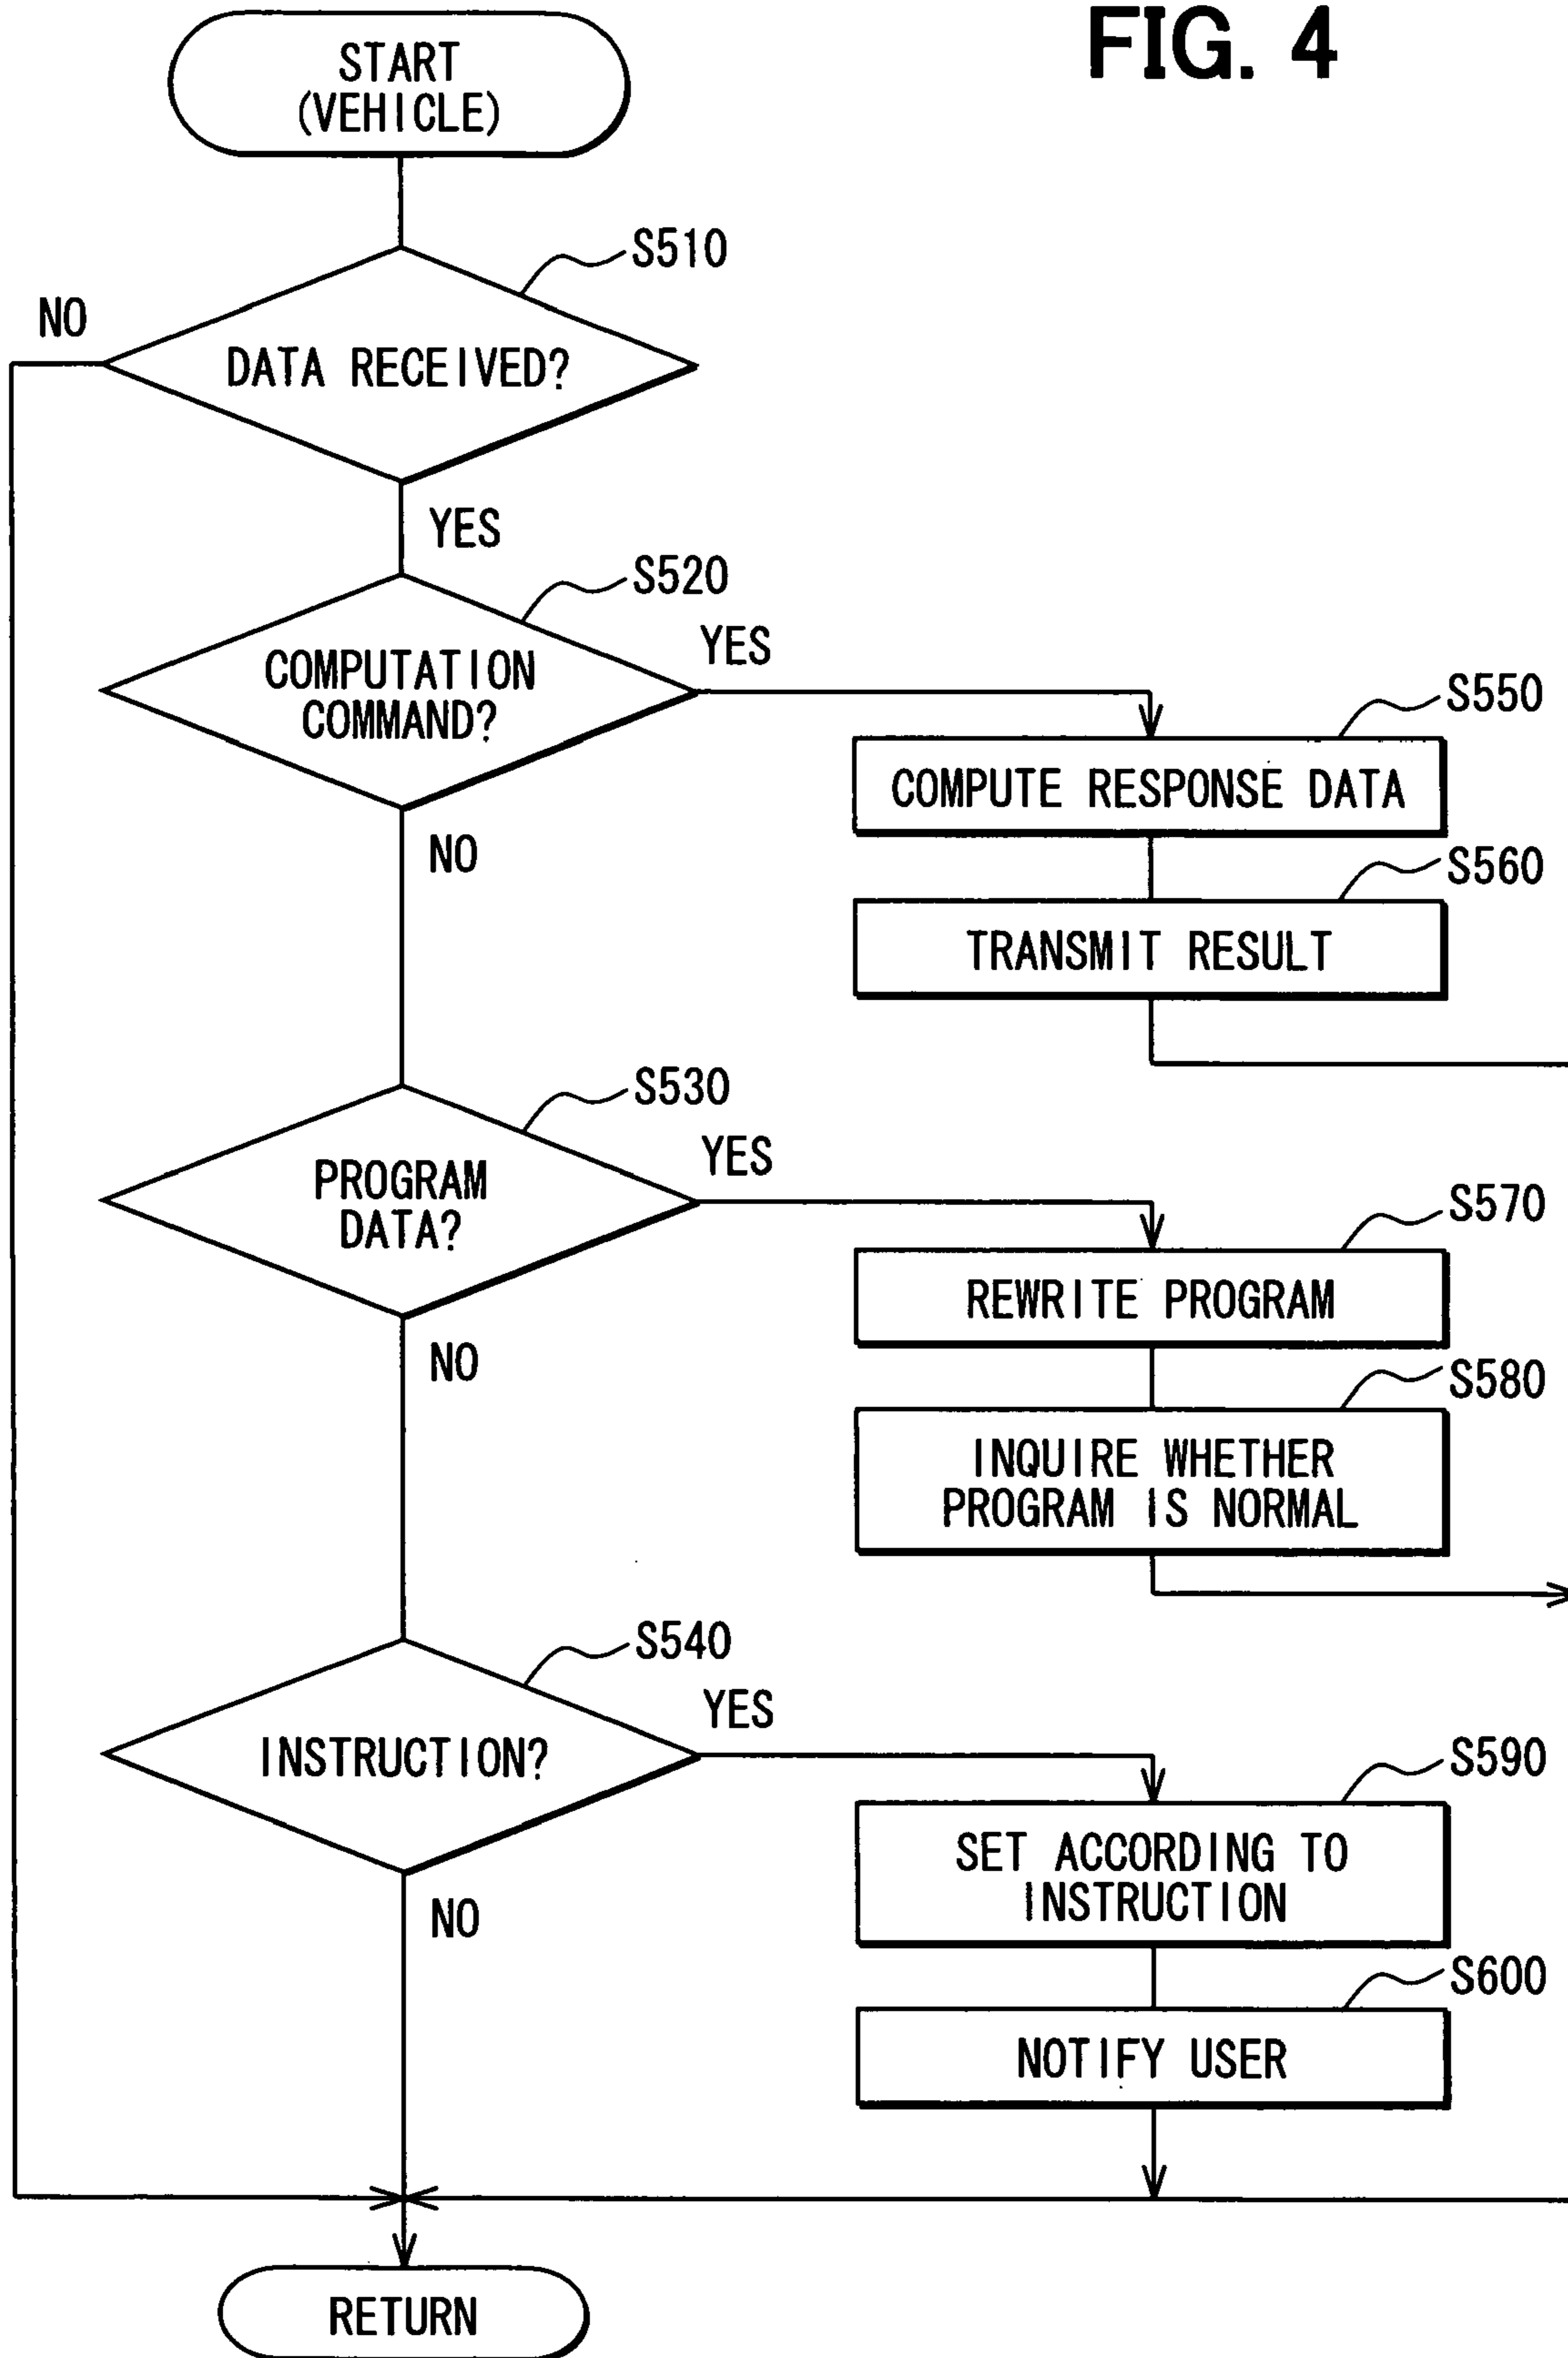 FIG. 4
START
(VEHICLE)
S510
NO
DATA RECEIVED?
YES
S520
COMPUTATION
COMMAND?
YES
S550
COMPUTE RESPONSE DATA
NO
S560
TRANSMIT RESULT
S530
PROGRAM
DATA?
YES
S570
REWRITE PROGRAM
NO
S580
INQUIRE WHETHER
PROGRAM IS NORMAL
S540
INSTRUCTION?
YES
S590
SET ACCORDING TO
INSTRUCTION
NO
S600
NOTIFY USER
RETURN